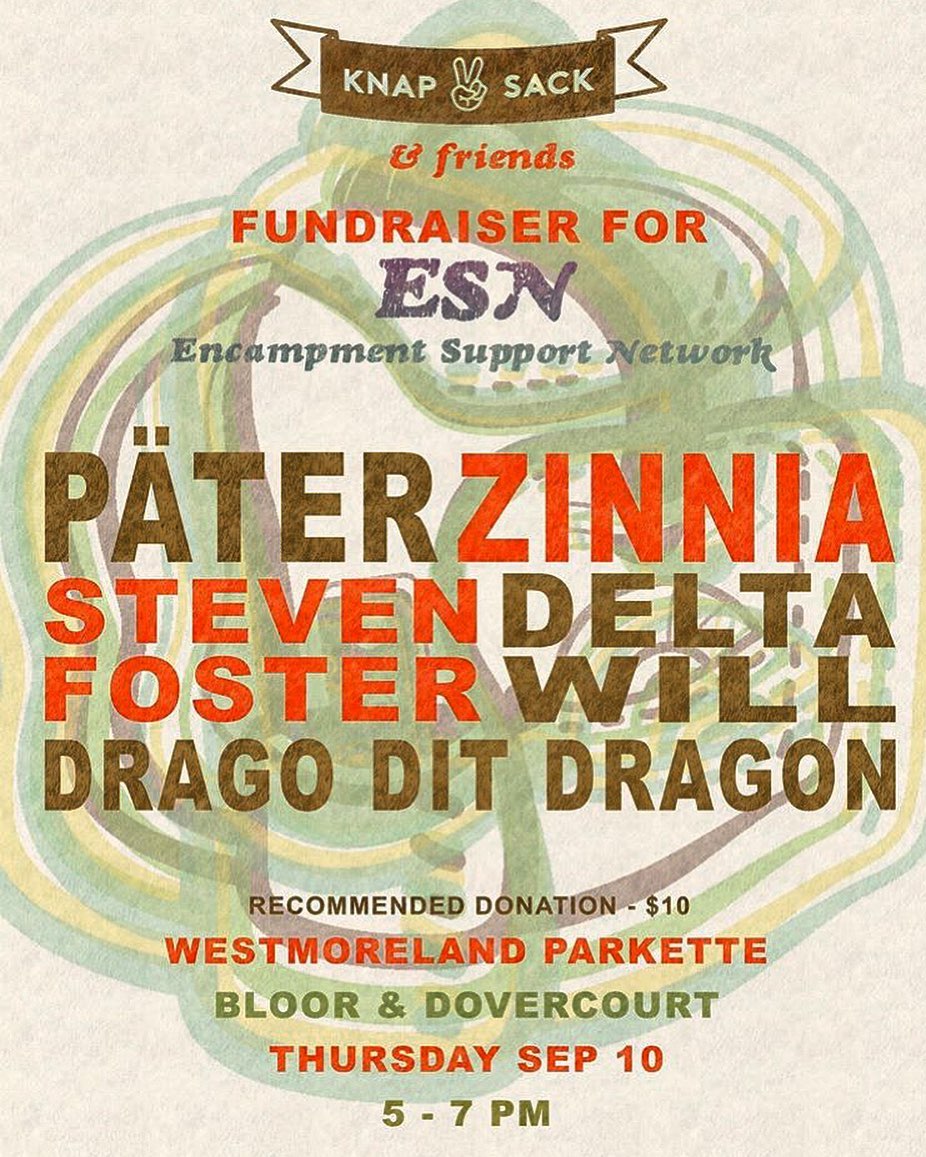 KNAP SACK
& friends
FUNDRAISER FOR
ESN
Encampment Support Network
PÄTER ZINNIA
STEVEN FOSTER
DELTA WILL
DRAGO DIT DRAGON
RECOMMENDED DONATION - $10
WESTMORELAND PARKETTE
BLOOR & DOVERCOURT
THURSDAY SEP 10
5 - 7 PM